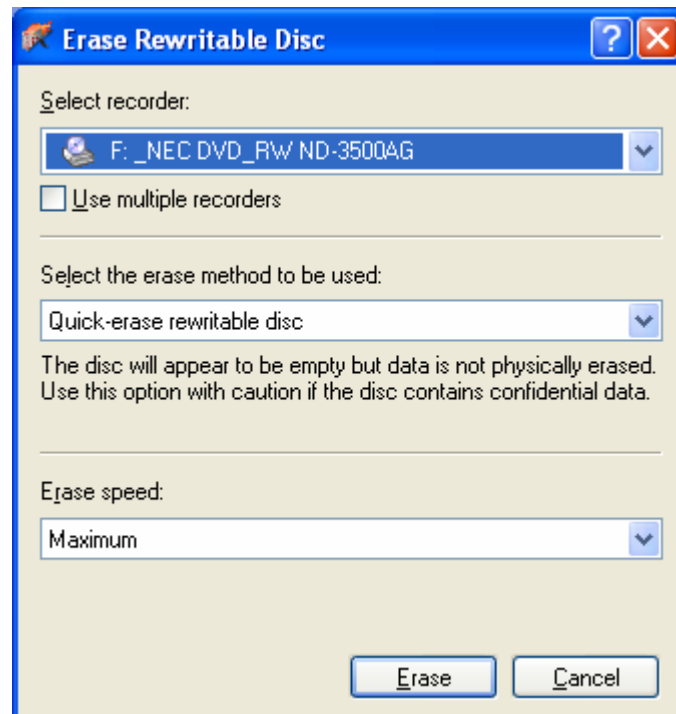 Erase Rewritable Disc
Select recorder:
F: _NEC DVD_RW ND-3500AG
Use multiple recorders
Select the erase method to be used:
Quick-erase rewritable disc
The disc will appear to be empty but data is not physically erased.
Use this option with caution if the disc contains confidential data.
Erase speed:
Maximum
Erase Cancel